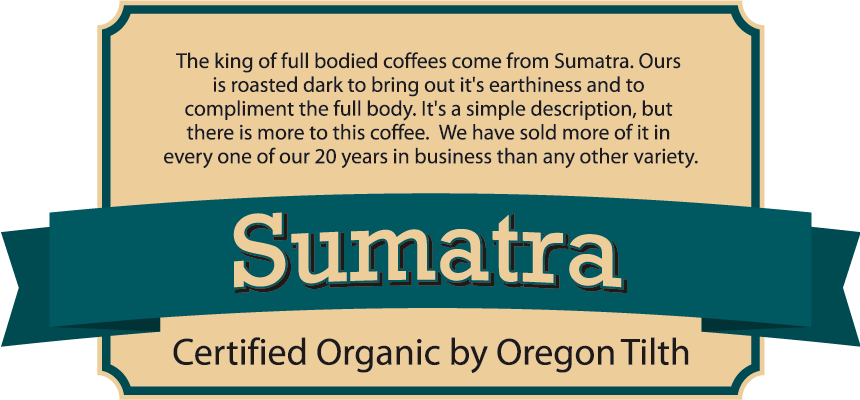 The king of full bodied coffees come from Sumatra. Ours
is roasted dark to bring out it's earthiness and to
compliment the full body. It's a simple description, but
there is more to this coffee.  We have sold more of it in
every one of our 20 years in business than any other variety.
Sumatra
Certified Organic by Oregon Tilth